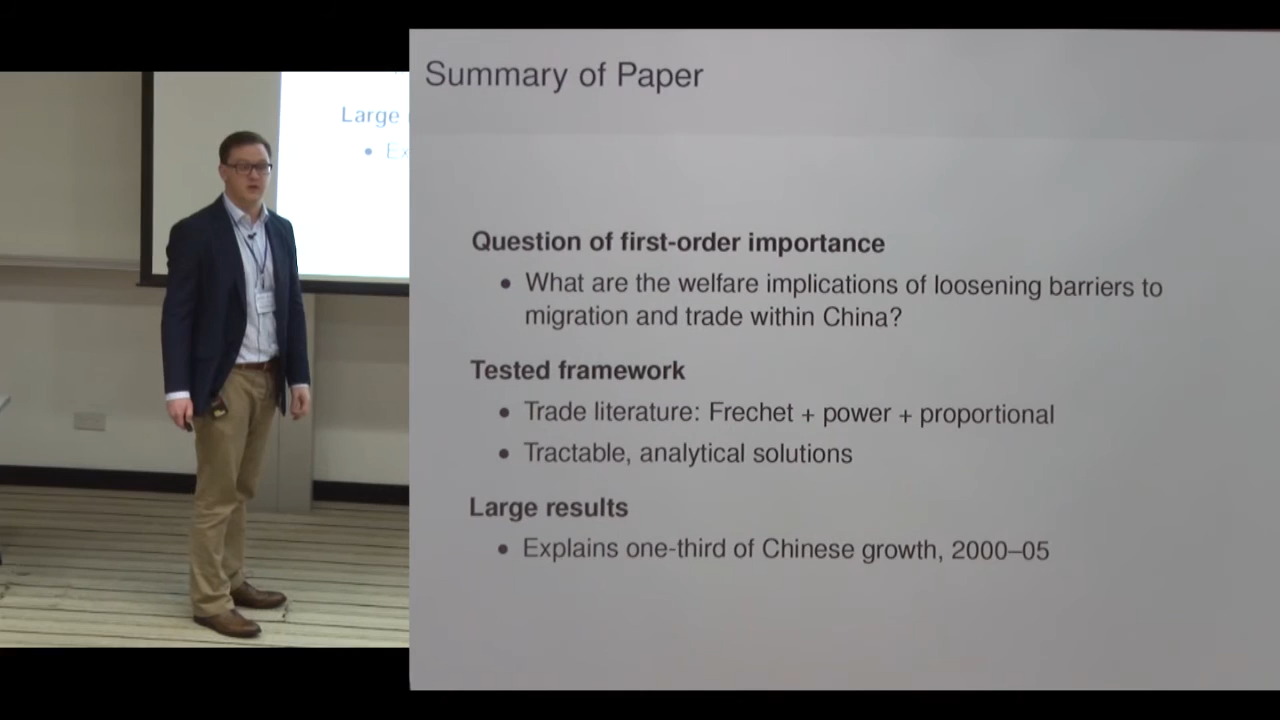 Summary of Paper
Question of first-order importance
• What are the welfare implications of loosening barriers to
migration and trade within China?
Tested framework
• Trade literature: Frechet + power + proportional
• Tractable, analytical solutions
Large results
• Explains one-third of Chinese growth, 2000–05
Large
• Ex